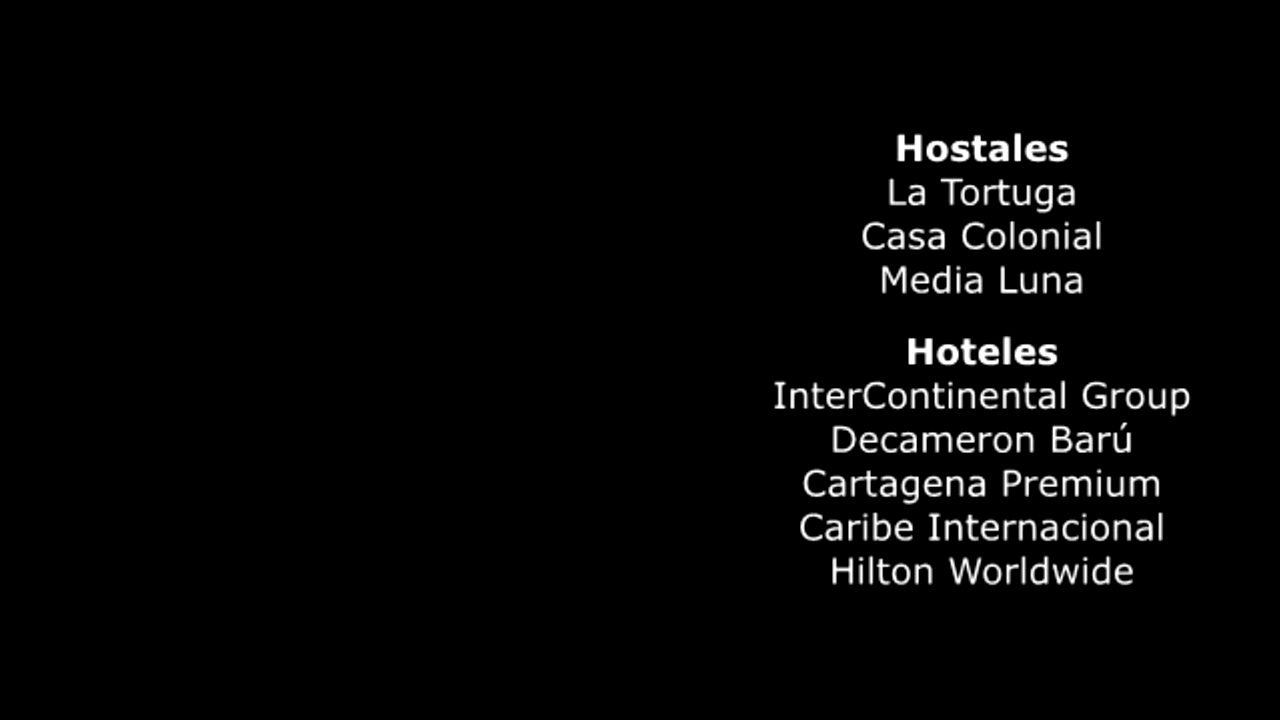 Hostales
La Tortuga
Casa Colonial
Media Luna
Hoteles
InterContinental Group
Decameron Barú
Cartagena Premium
Caribe Internacional
Hilton Worldwide